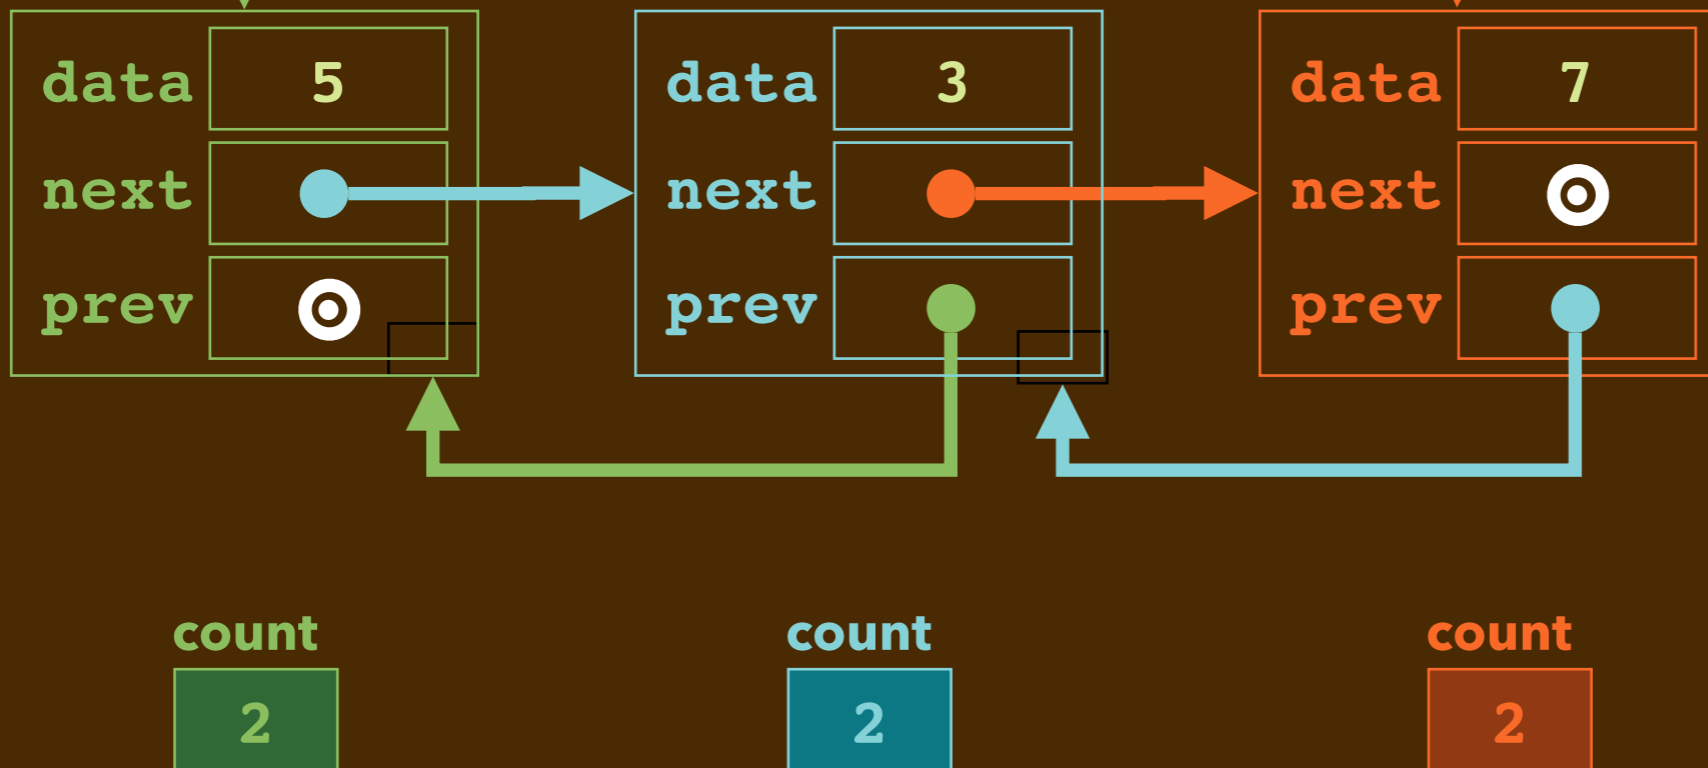 data 5
next
prev
data 3
next
prev
data 7
next
prev
count
2
count
2
count
2